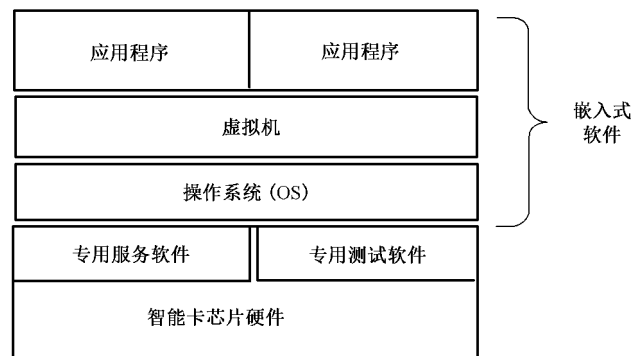 应用程序
应用程序
虚拟机
操作系统(OS)
专用服务软件
专用测试软件
智能卡芯片硬件
嵌入式
软件